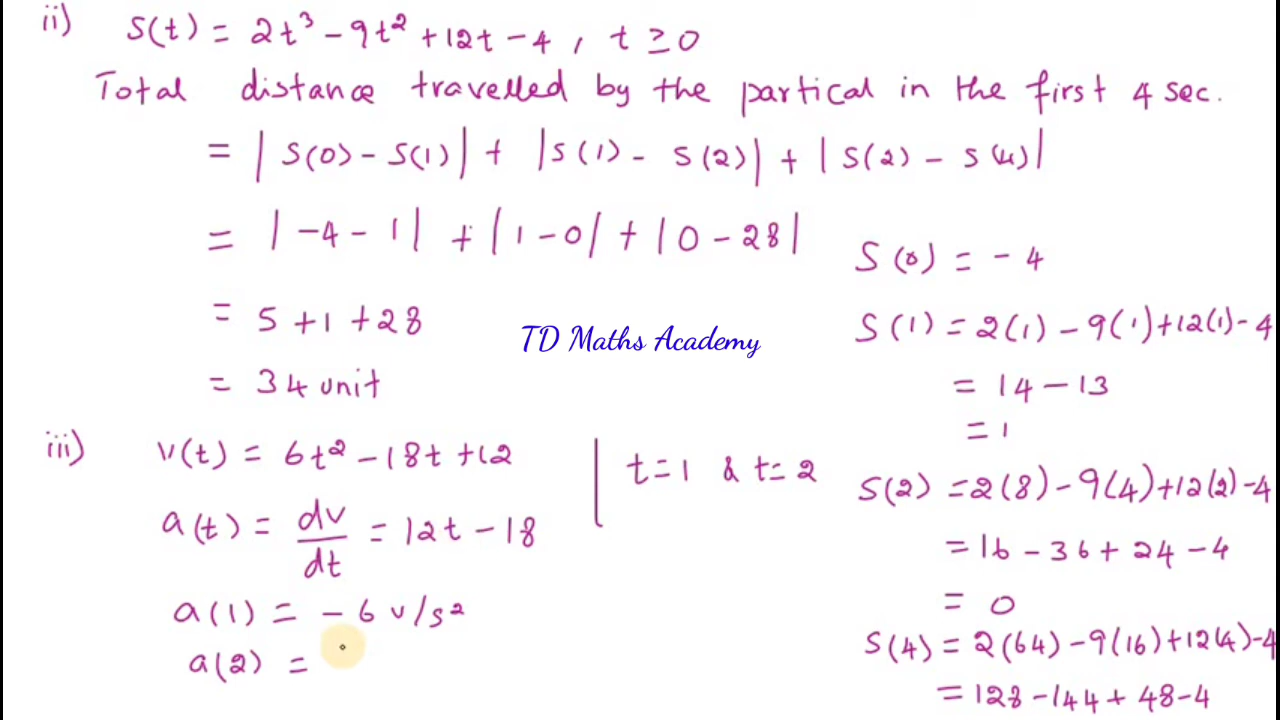 ii) S(t) = 2t³ - 9t² + 12t - 4, t ≥ 0
Total distance travelled by the partical in the first 4 sec.
= |S(0) - S(1)| + |S(1) - S(2)| + |S(2) - S(4)|
= |-4 - 1| + |1 - 0| + |0 - 28|
= 5 + 1 + 28
= 34 unit
TD Maths Academy
S(0) = -4
S(1) = 2(1) - 9(1) + 12(1) - 4
= 14 - 13
= 1
S(2) = 2(8) - 9(4) + 12(2) - 4
= 16 - 36 + 24 - 4
= 0
S(4) = 2(64) - 9(16) + 12(4) - 4
= 128 - 144 + 48 - 4
iii) v(t) = 6t² - 18t + 12 | t = 1 & t = 2
a(t) = dv/dt = 12t - 18
a(1) = -6 v/s²
a(2) =